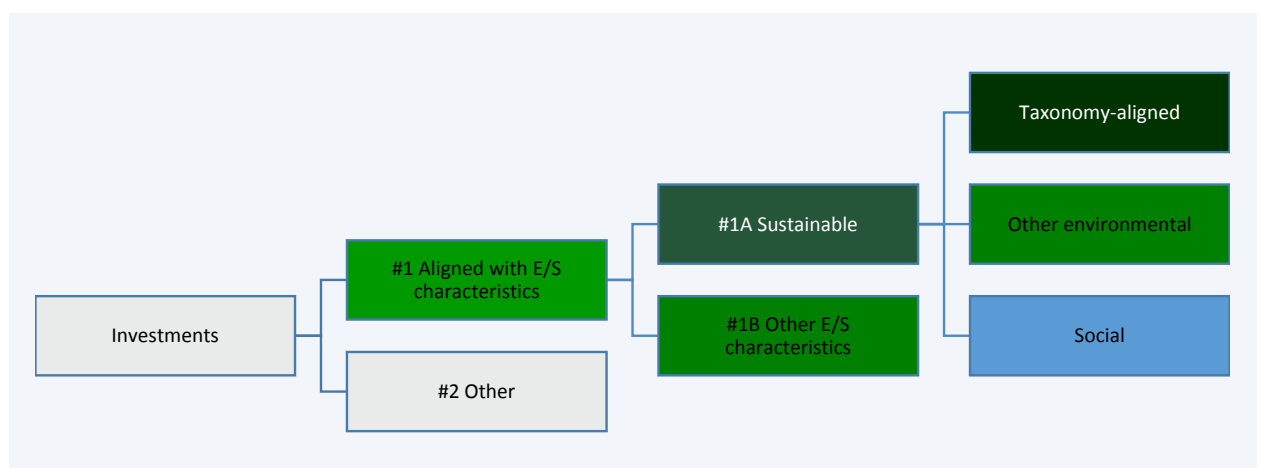 Investments
#1 Aligned with E/S
characteristics
#2 Other
#1A Sustainable
#1B Other E/S
characteristics
Taxonomy-aligned
Other environmental
Social